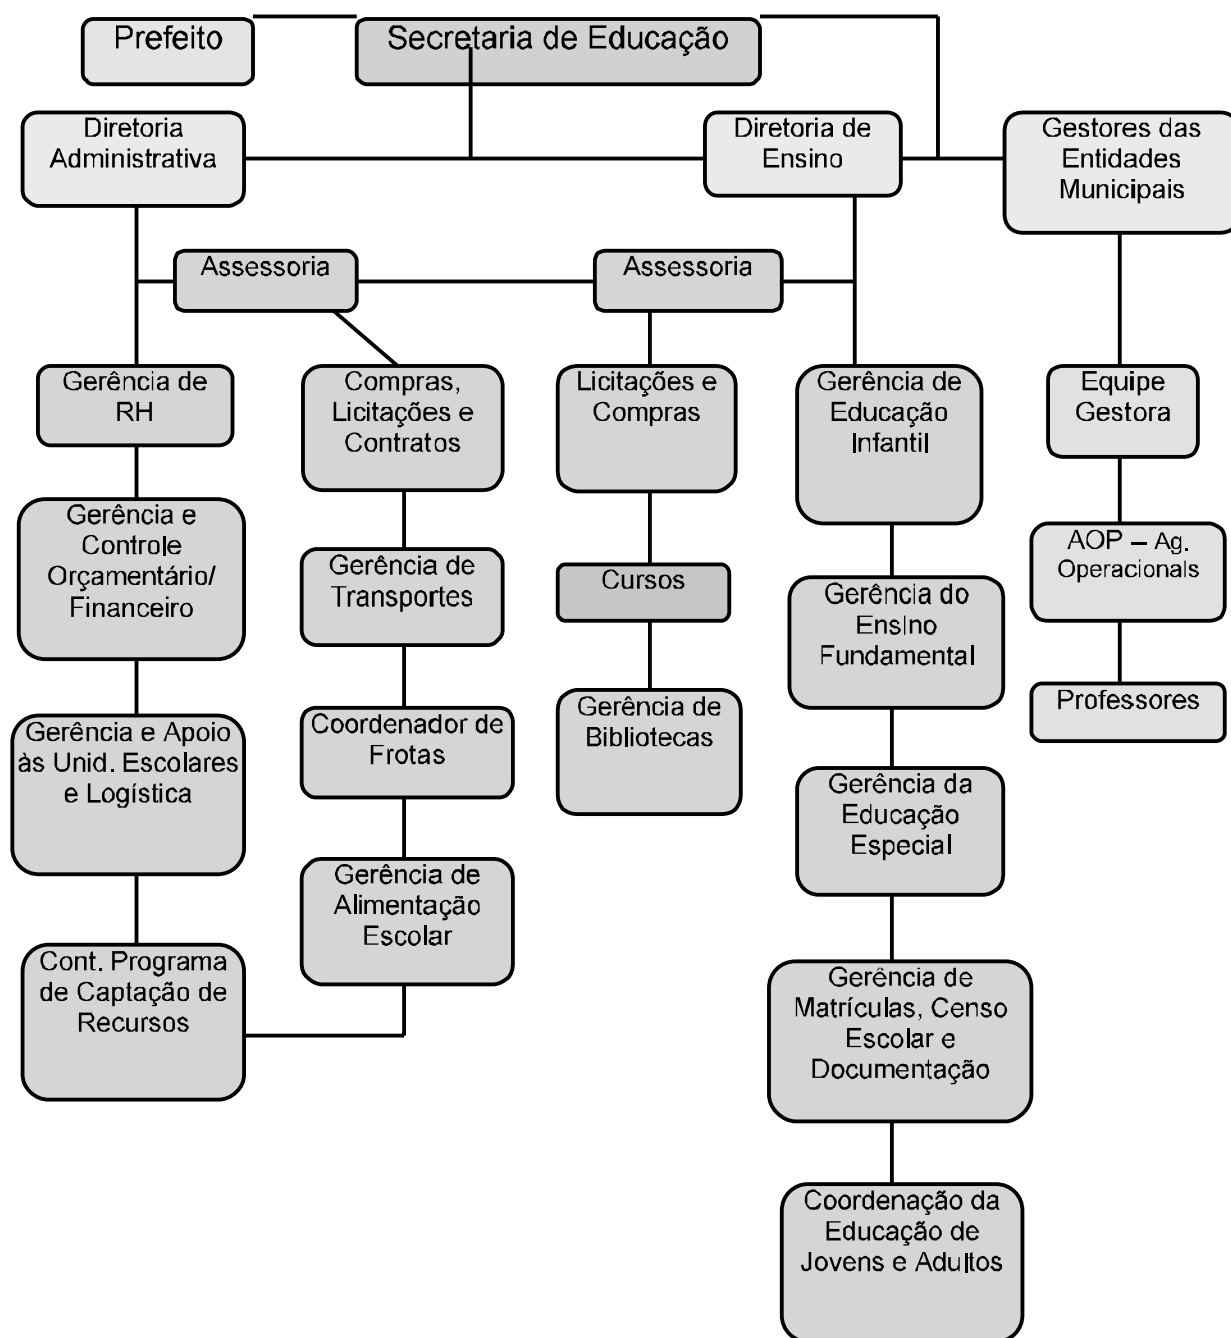 Prefeito
Secretaria de Educação
Diretoria
Administrativa
Diretoria de
Ensino
Gestores das
Entidades
Municipais
Assessoria
Assessoria
Gerência de
RH
Compras,
Licitações e
Contratos
Licitações e
Compras
Gerência de
Educação
Infantil
Equipe
Gestora
Gerência e
Controle
Orçamentário/
Financeiro
Gerência de
Transportes
Cursos
Gerência do
Ensino
Fundamental
AOP – Ag.
Operacionals
Gerência e Apoio
às Unid. Escolares
e Logística
Coordenador de
Frotas
Gerência de
Bibliotecas
Professores
Gerência da
Educação
Especial
Cont. Programa
de Captação de
Recursos
Gerência de
Alimentação
Escolar
Gerência de
Matrículas, Censo
Escolar e
Documentação
Coordenação da
Educação de
Jovens e Adultos